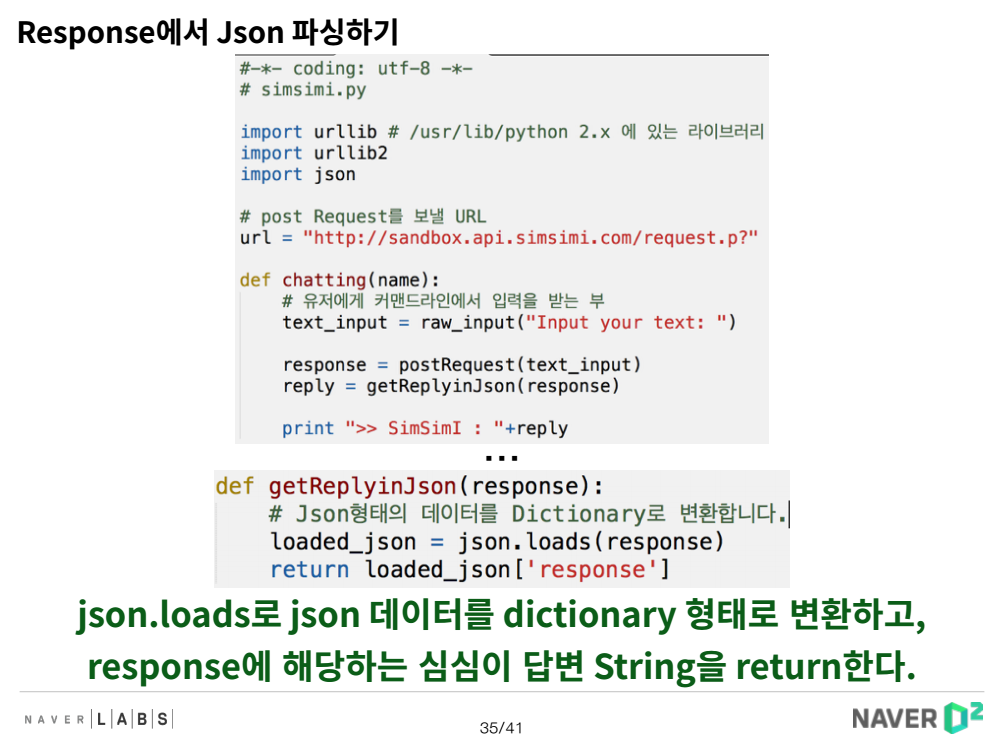 Response에서 Json 파싱하기
#-*- coding: utf-8 -*-
# simsimi.py
import urllib # /usr/lib/python 2.x 에 있는 라이브러리
import urllib2
import json
# post Request를 보낼 URL
url = "http://sandbox.api.simsimi.com/request.p?"
def chatting(name):
# 유저에게 커맨드라인에서 입력을 받는 부
text_input = raw_input("Input your text: ")
response = postRequest(text_input)
reply = getReplyinJson(response)
print ">> SimSimI : "+reply
...
def getReplyinJson(response):
# Json형태의 데이터를 Dictionary로 변환합니다.
loaded_json = json.loads(response)
return loaded_json['response']
json.loads로 json 데이터를 dictionary 형태로 변환하고,
response에 해당하는 심심이 답변 String을 return한다.
NAVER |L|A|B|S|
35/41
NAVER D2